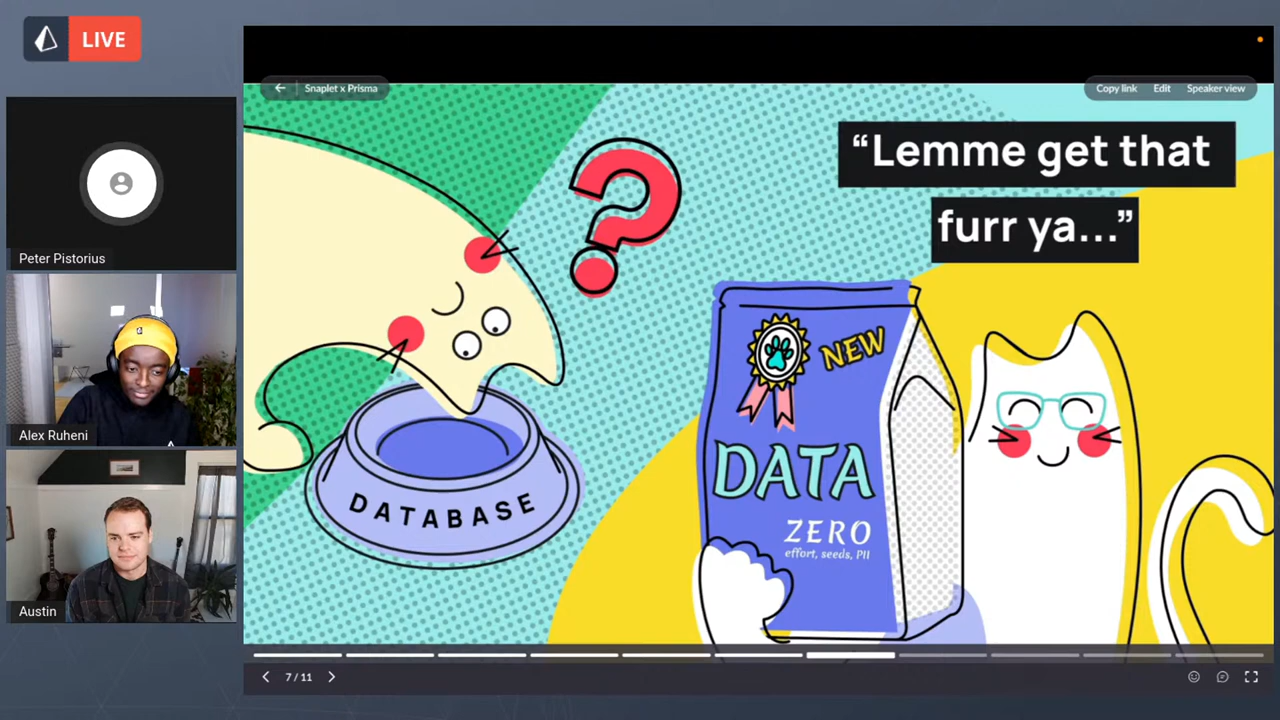 LIVE
Peter Pistorius
Alex Ruheni
Austin
Snaplet x Prisma
Copy link
Edit
Speaker view
“Lemme get that
furr ya...”
NEW
DATA
ZERO
effort, seeds, PII
DATABASE
7 / 11